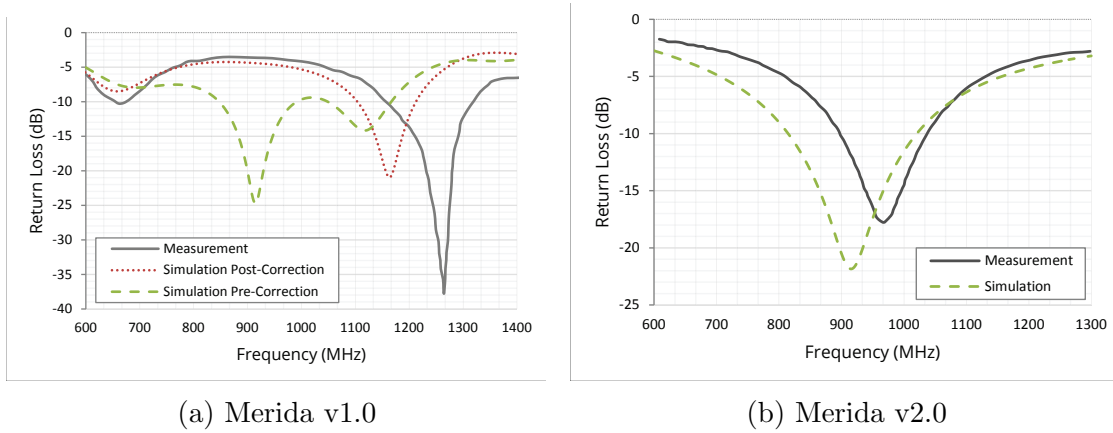 0
-5
-10
-15
-20
-25
-30
-35
-40
Return Loss (dB)
Measurement
Simulation Post-Correction
Simulation Pre-Correction
600 700 800 900 1000 1100 1200 1300 1400
Frequency (MHz)
(a) Merida v1.0
0
-5
-10
-15
-20
-25
Return Loss (dB)
Measurement
Simulation
600 700 800 900 1000 1100 1200 1300
Frequency (MHz)
(b) Merida v2.0